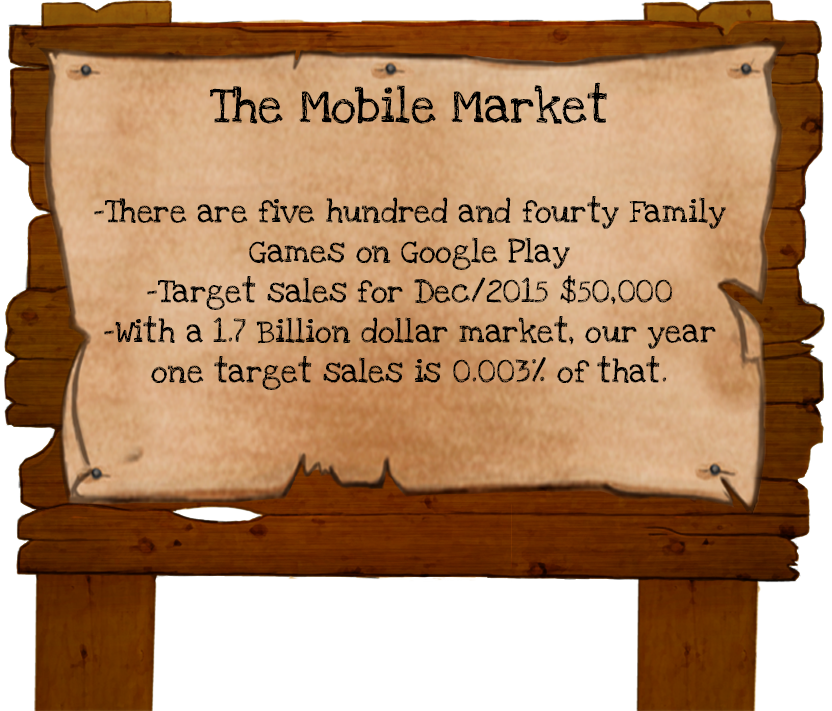 The Mobile Market
-There are five hundred and fourty Family
Games on Google Play
-Target sales for Dec/2015 $50,000
-With a 1.7 Billion dollar market, our year
one target sales is 0.003% of that.